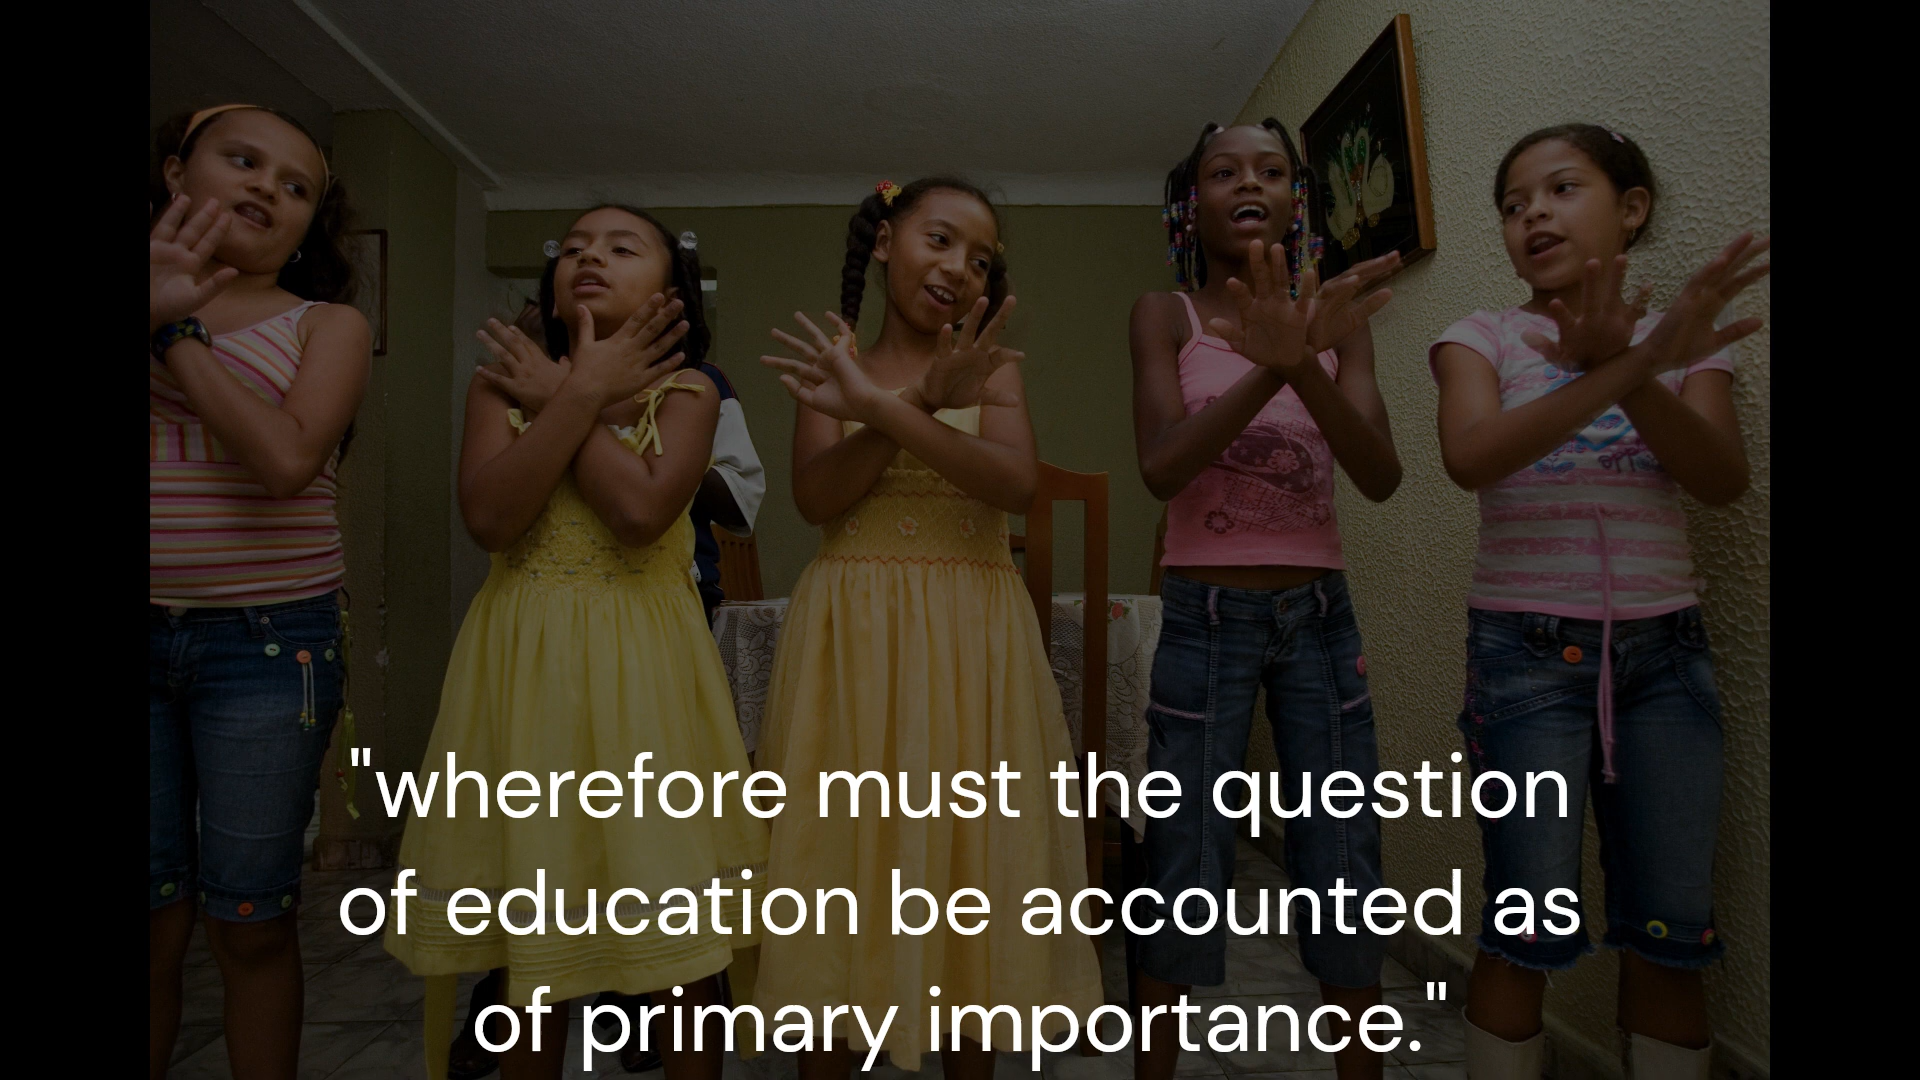 "wherefore must the question
of education be accounted as
of primary importance."